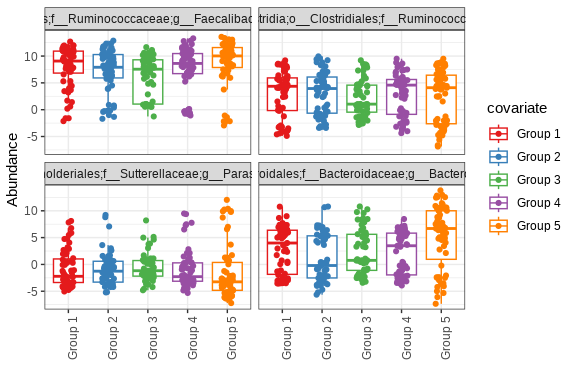 s;f__Ruminococcaceae;g__Faecalibac
tridia;o__Clostridiales;f__Ruminococc
10
5
0
-5
Abundance
olderiales;f__Sutterellaceae;g__Paras
oidales;f__Bacteroidaceae;g__Bactero
10
5
0
-5
Group 1
Group 2
Group 3
Group 4
Group 5
Group 1
Group 2
Group 3
Group 4
Group 5
covariate
Group 1
Group 2
Group 3
Group 4
Group 5